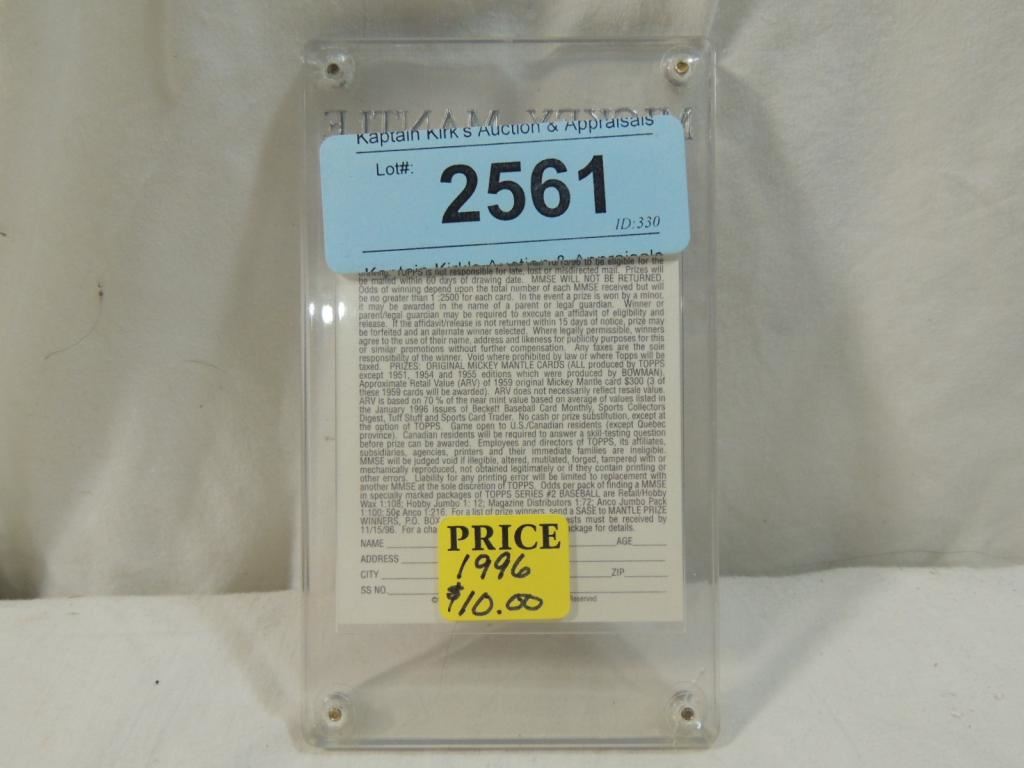 MICKEY MANTLE
Kaptain Kirk's Auction & Appraisals
Lot#:
2561
ID:330
is not responsible for late, lost or misdirected mail. Prizes will
be mailed within 60 days of drawing date. MMSE WILL NOT BE RETURNED.
Odds of winning depend upon the total number of each MMSE received but will
be no greater than 1 :2500 for each card. In the event a prize is won by a minor,
it may be awarded in the name of a parent or legal guardian. Winner or
parent/legal guardian may be required to execute an affidavit of eligibility and
release. If the affidavit/release is not returned within 15 days of notice, prize may
be forfeited and an alternate winner selected. Where legally permissible, winners
agree to the use of their name, address and likeness for publicity purposes for this
or similar promotions without further compensation. Any taxes are the sole
responsibility of the winner. Void where prohibited by law or where Topps will be
taxed. PRIZES: ORIGINAL MICKEY MANTLE CARDS (ALL produced by TOPPS
except 1951, 1954 and 1955 editions which were produced by BOWMAN).
Approximate Retail Value (ARV) of 1959 original Mickey Mantle card $300 (3 of
these 1959 cards will be awarded). ARV does not necessarily reflect resale value.
ARV is based on 70 % of the near mint value based on average of values listed in
the January 1996 issues of Beckett Baseball Card Monthly, Sports Collectors
Digest, Tuff Stuff and Sports Card Trader. No cash or prize substitution, except at
the option of TOPPS. Game open to U.S./Canadian residents (except Québec
province). Canadian residents will be required to answer a skill-testing question
before prize can be awarded. Employees and directors of TOPPS, its affiliates,
subsidiaries, agencies, printers and their immediate families are ineligible.
MMSE will be judged void if illegible, altered, mutilated, forged, tampered with or
mechanically reproduced, not obtained legitimately or if they contain printing or
other errors. Liability for any printing error will be limited to replacement with
another MMSE at the sole discretion of TOPPS. Odds per pack of finding a MMSE
in specially marked packages of TOPPS SERIES #2 BASEBALL are Retail/Hobby
Wax 1:108; Hobby Jumbo 1: 12; Magazine Distributors 1:72; Anco Jumbo Pack
1:100; 50¢ Anco 1:216. For a list of prize winners, send a SASE to MANTLE PRIZE
WINNERS, P.O. BOX ests must be received by
11/15/96. For a cha ckage for details.
NAME AGE
ADDRESS
CITY ZIP
SS NO.
© Reserved
PRICE
1996
$10.00